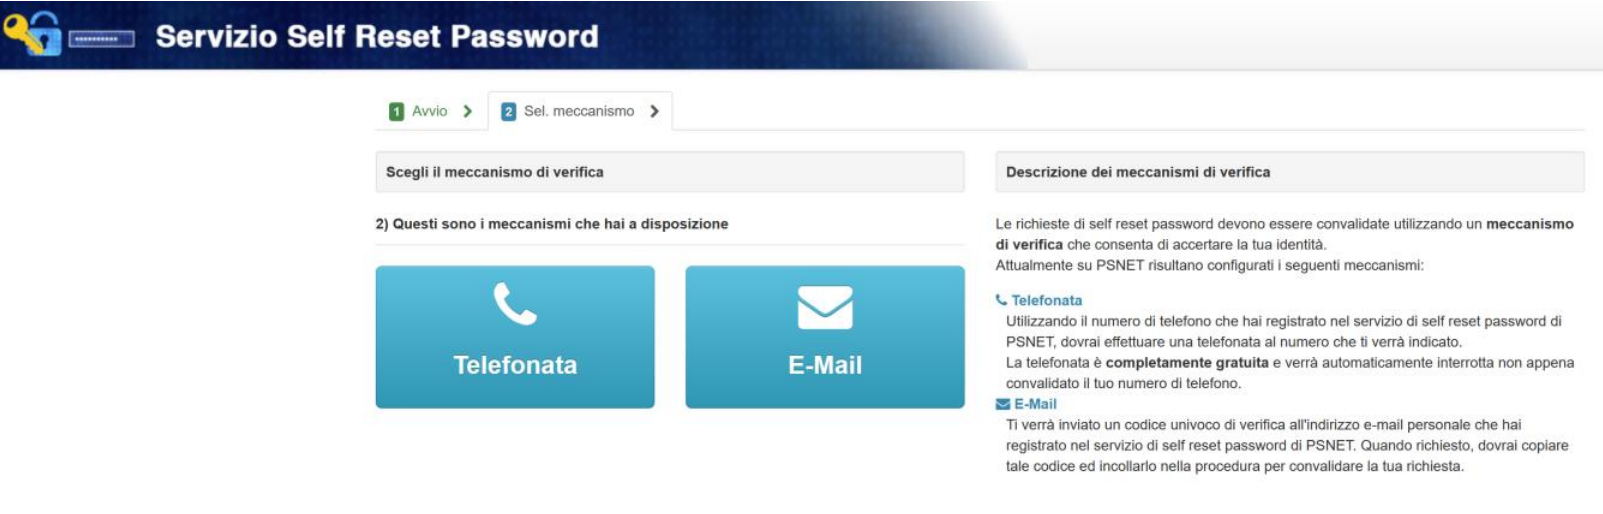 Servizio Self Reset Password
1 Avvio
2 Sel. meccanismo
Scegli il meccanismo di verifica
2) Questi sono i meccanismi che hai a disposizione
Telefonata
E-Mail
Descrizione dei meccanismi di verifica
Le richieste di self reset password devono essere convalidate utilizzando un meccanismo
di verifica che consenta di accertare la tua identità.
Attualmente su PSNET risultano configurati i seguenti meccanismi:
Telefonata
Utilizzando il numero di telefono che hai registrato nel servizio di self reset password di
PSNET, dovrai effettuare una telefonata al numero che ti verrà indicato.
La telefonata è completamente gratuita e verrà automaticamente interrotta non appena
convalidato il tuo numero di telefono.
E-Mail
Ti verrà inviato un codice univoco di verifica all'indirizzo e-mail personale che hai
registrato nel servizio di self reset password di PSNET. Quando richiesto, dovrai copiare
tale codice ed incollarlo nella procedura per convalidare la tua richiesta.